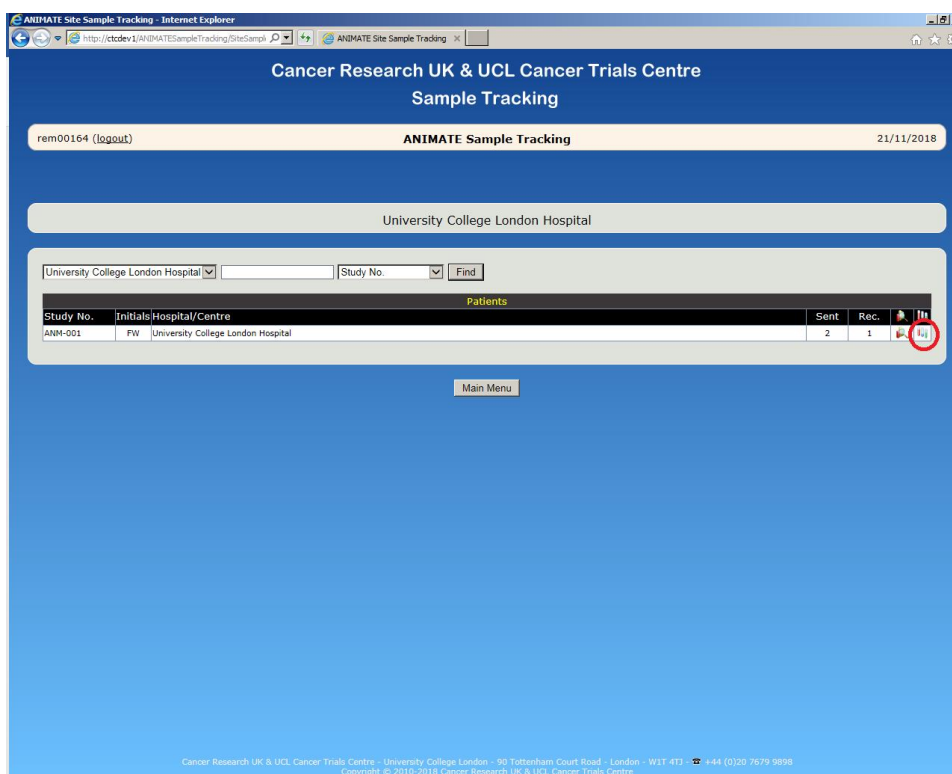 ANIMATE Site Sample Tracking - Internet Explorer
http://ctcdev1/ANIMATESampleTracking/SiteSampl ANIMATE Site Sample Tracking
Cancer Research UK & UCL Cancer Trials Centre
Sample Tracking
rem00164 (logout) ANIMATE Sample Tracking 21/11/2018
University College London Hospital
University College London Hospital Study No. Find
Patients
Study No. Initials Hospital/Centre Sent Rec.
ANM-001 FW University College London Hospital 2 1
Main Menu
Cancer Research UK & UCL Cancer Trials Centre - University College London - 90 Tottenham Court Road - London - W1T 4TJ - ☎ +44 (0)20 7679 9898
Copyright © 2010-2018 Cancer Research UK & UCL Cancer Trials Centre